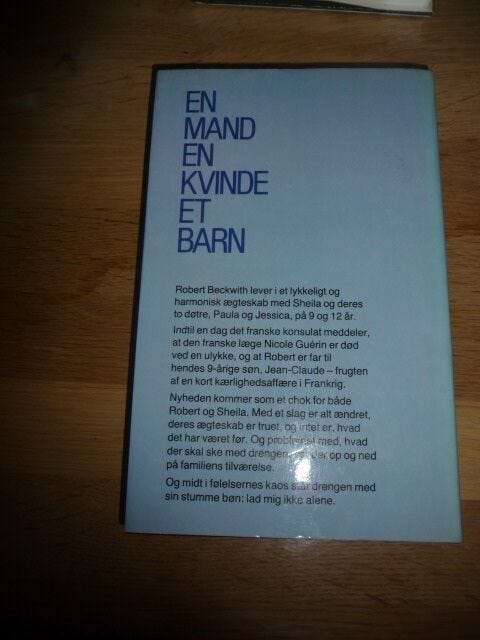 EN
MAND
EN
KVINDE
ET
BARN
Robert Beckwith lever i et lykkeligt og
harmonisk ægteskab med Sheila og deres
to døtre, Paula og Jessica, på 9 og 12 år.
Indtil en dag det franske konsulat meddeler,
at den franske læge Nicole Guérin er død
ved en ulykke, og at Robert er far til
hendes 9-årige søn, Jean-Claude – frugten
af en kort kærlighedsaffære i Frankrig.
Nyheden kommer som et chok for både
Robert og Sheila. Med et slag er alt ændret,
deres ægteskab er truet, og intet er, hvad
det har været før. Og problemet med, hvad
der skal ske med drengen, vender op og ned
på familiens tilværelse.
Og midt i følelsernes kaos står drengen med
sin stumme bøn: lad mig ikke alene.